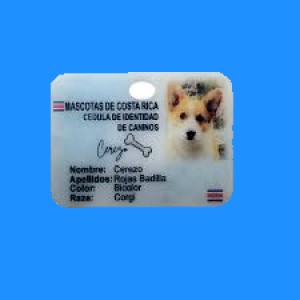 MASCOTAS DE COSTA RICA
CEDULA DE IDENTIDAD
DE CANINOS
Cerezo
Nombre: Cerezo
Apellidos: Rojas Badilla
Color: Bicolor
Raza: Corgi